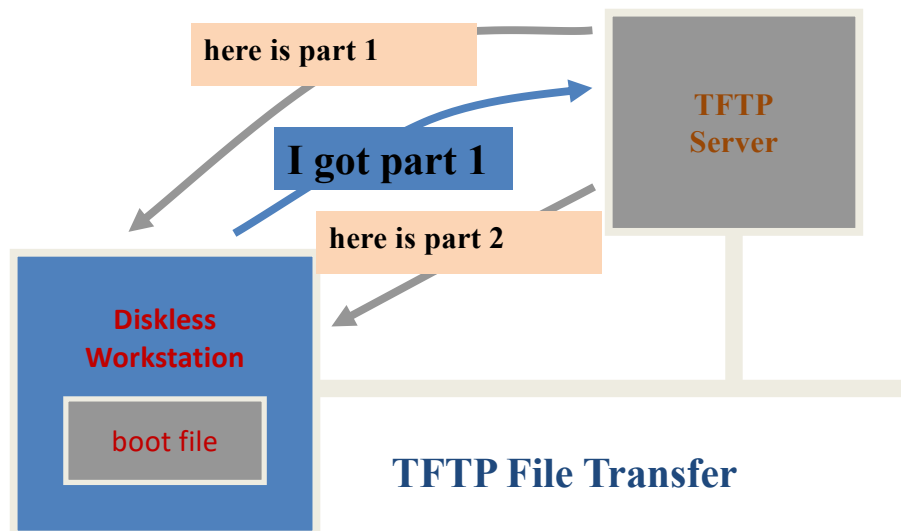 here is part 1
TFTP
Server
I got part 1
here is part 2
Diskless
Workstation
boot file
TFTP File Transfer